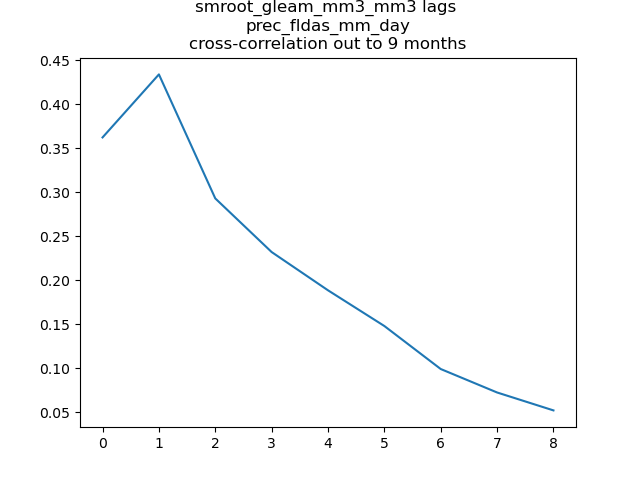 smroot_gleam_mm3_mm3 lags
prec_fldas_mm_day
cross-correlation out to 9 months
0.45
0.40
0.35
0.30
0.25
0.20
0.15
0.10
0.05
0 1 2 3 4 5 6 7 8